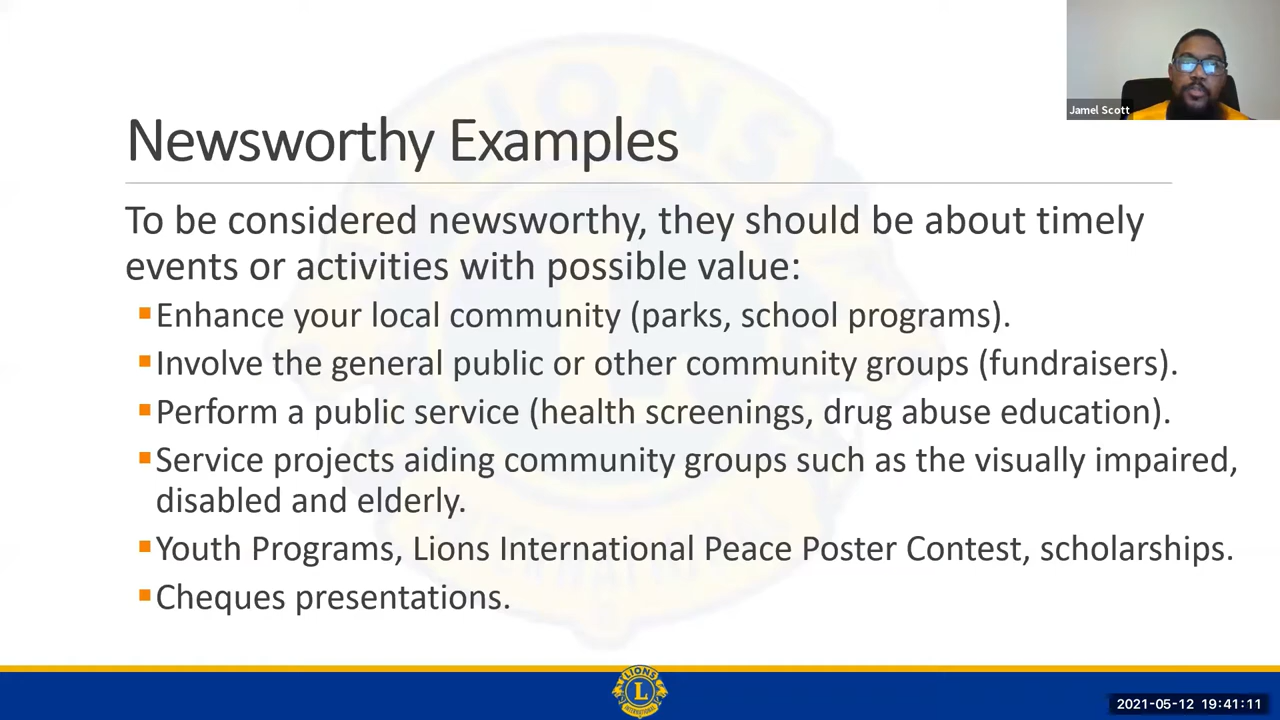 Jamel Scott
Newsworthy Examples
To be considered newsworthy, they should be about timely
events or activities with possible value:
▪Enhance your local community (parks, school programs).
▪Involve the general public or other community groups (fundraisers).
▪Perform a public service (health screenings, drug abuse education).
▪Service projects aiding community groups such as the visually impaired,
disabled and elderly.
▪Youth Programs, Lions International Peace Poster Contest, scholarships.
▪Cheques presentations.
LIONS
L
INTERNATIONAL
2021-05-12 19:41:11